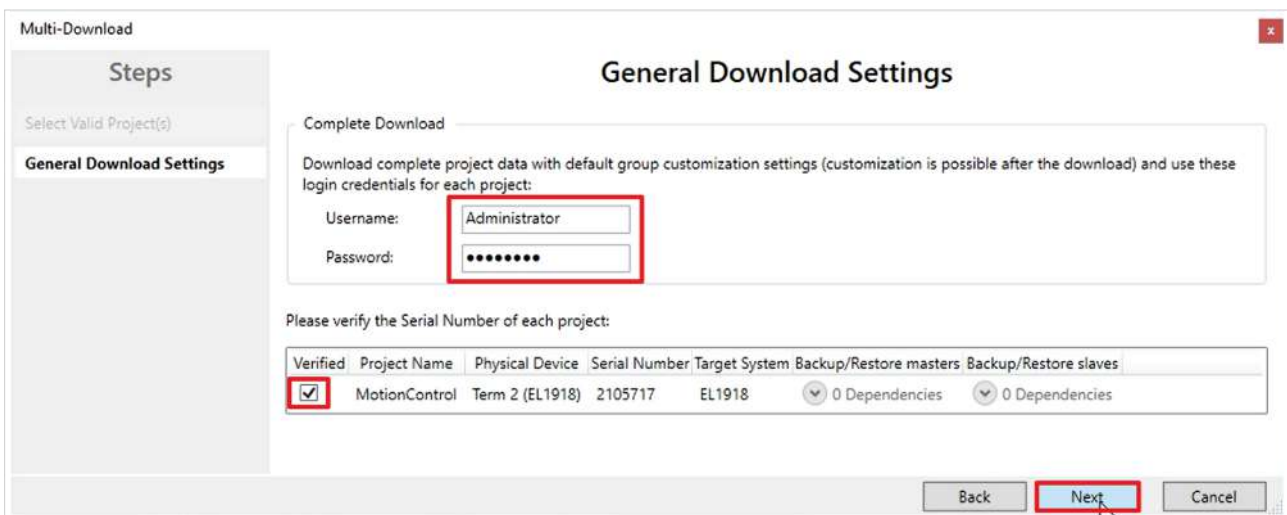 Multi-Download
x
Steps
General Download Settings
Select Valid Project(s)
General Download Settings
Complete Download
Download complete project data with default group customization settings (customization is possible after the download) and use these
login credentials for each project:
Username: Administrator
Password: ••••••••
Please verify the Serial Number of each project:
Verified Project Name Physical Device Serial Number Target System Backup/Restore masters Backup/Restore slaves
MotionControl Term 2 (EL1918) 2105717 EL1918 0 Dependencies 0 Dependencies
Back Next Cancel